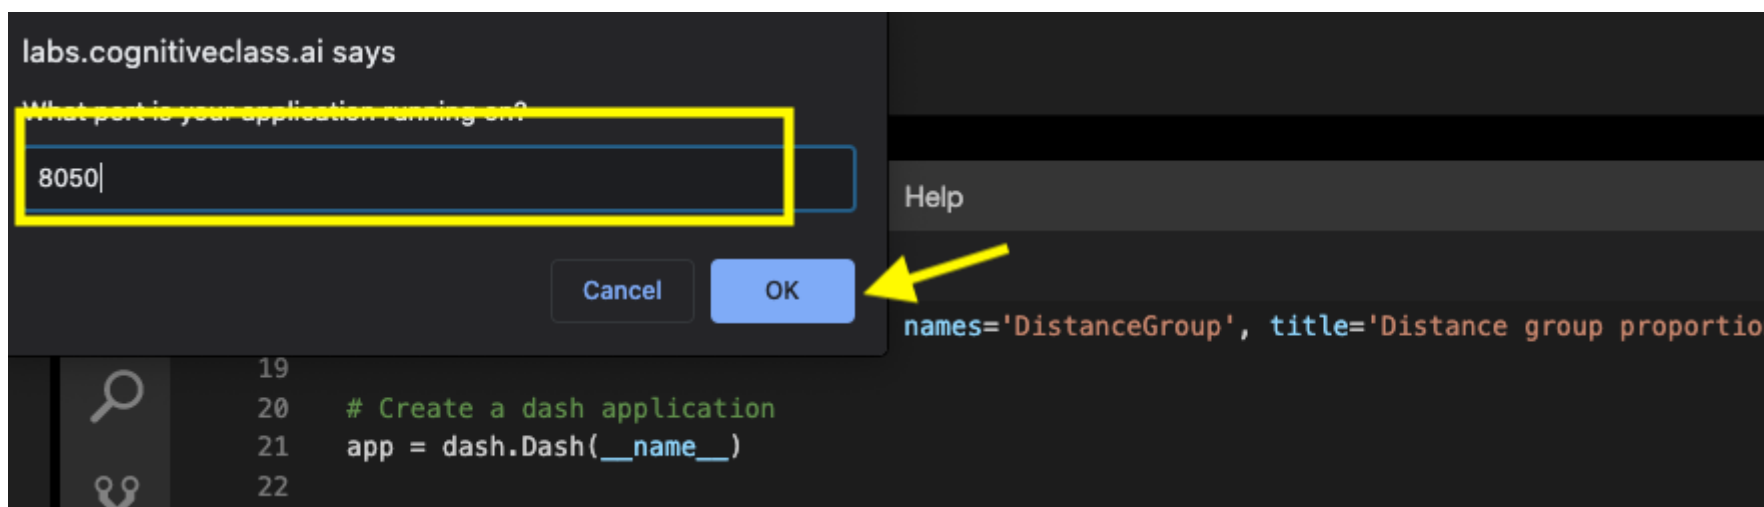 labs.cognitiveclass.ai says
What port is your application running on?
8050
Cancel
OK
Help
names='DistanceGroup', title='Distance group proportio
19
20 # Create a dash application
21 app = dash.Dash(__name__)
22